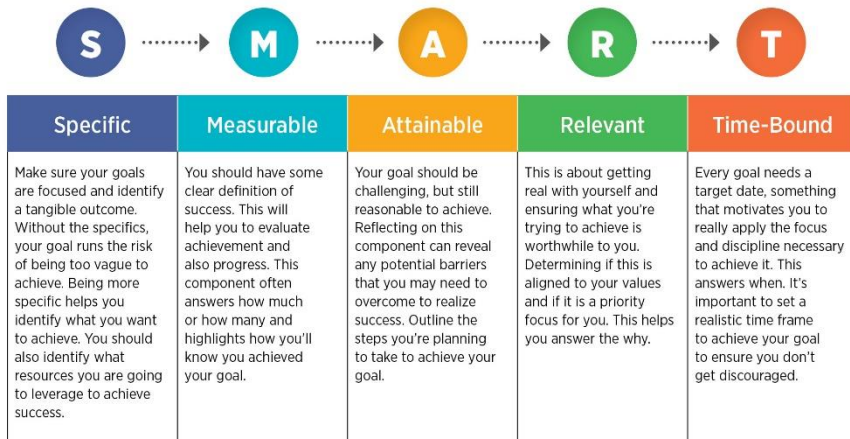 S
M
A
R
T
Specific
Measurable
Attainable
Relevant
Time-Bound
Make sure your goals
are focused and identify
a tangible outcome.
Without the specifics,
your goal runs the risk
of being too vague to
achieve. Being more
specific helps you
identify what you want
to achieve. You should
also identify what
resources you are going
to leverage to achieve
success.
You should have some
clear definition of
success. This will
help you to evaluate
achievement and
also progress. This
component often
answers how much
or how many and
highlights how you'll
know you achieved
your goal.
Your goal should be
challenging, but still
reasonable to achieve.
Reflecting on this
component can reveal
any potential barriers
that you may need to
overcome to realize
success. Outline the
steps you're planning
to take to achieve your
goal.
This is about getting
real with yourself and
ensuring what you're
trying to achieve is
worthwhile to you.
Determining if this is
aligned to your values
and if it is a priority
focus for you. This helps
you answer the why.
Every goal needs a
target date, something
that motivates you to
really apply the focus
and discipline necessary
to achieve it. This
answers when. It's
important to set a
realistic time frame
to achieve your goal
to ensure you don't
get discouraged.